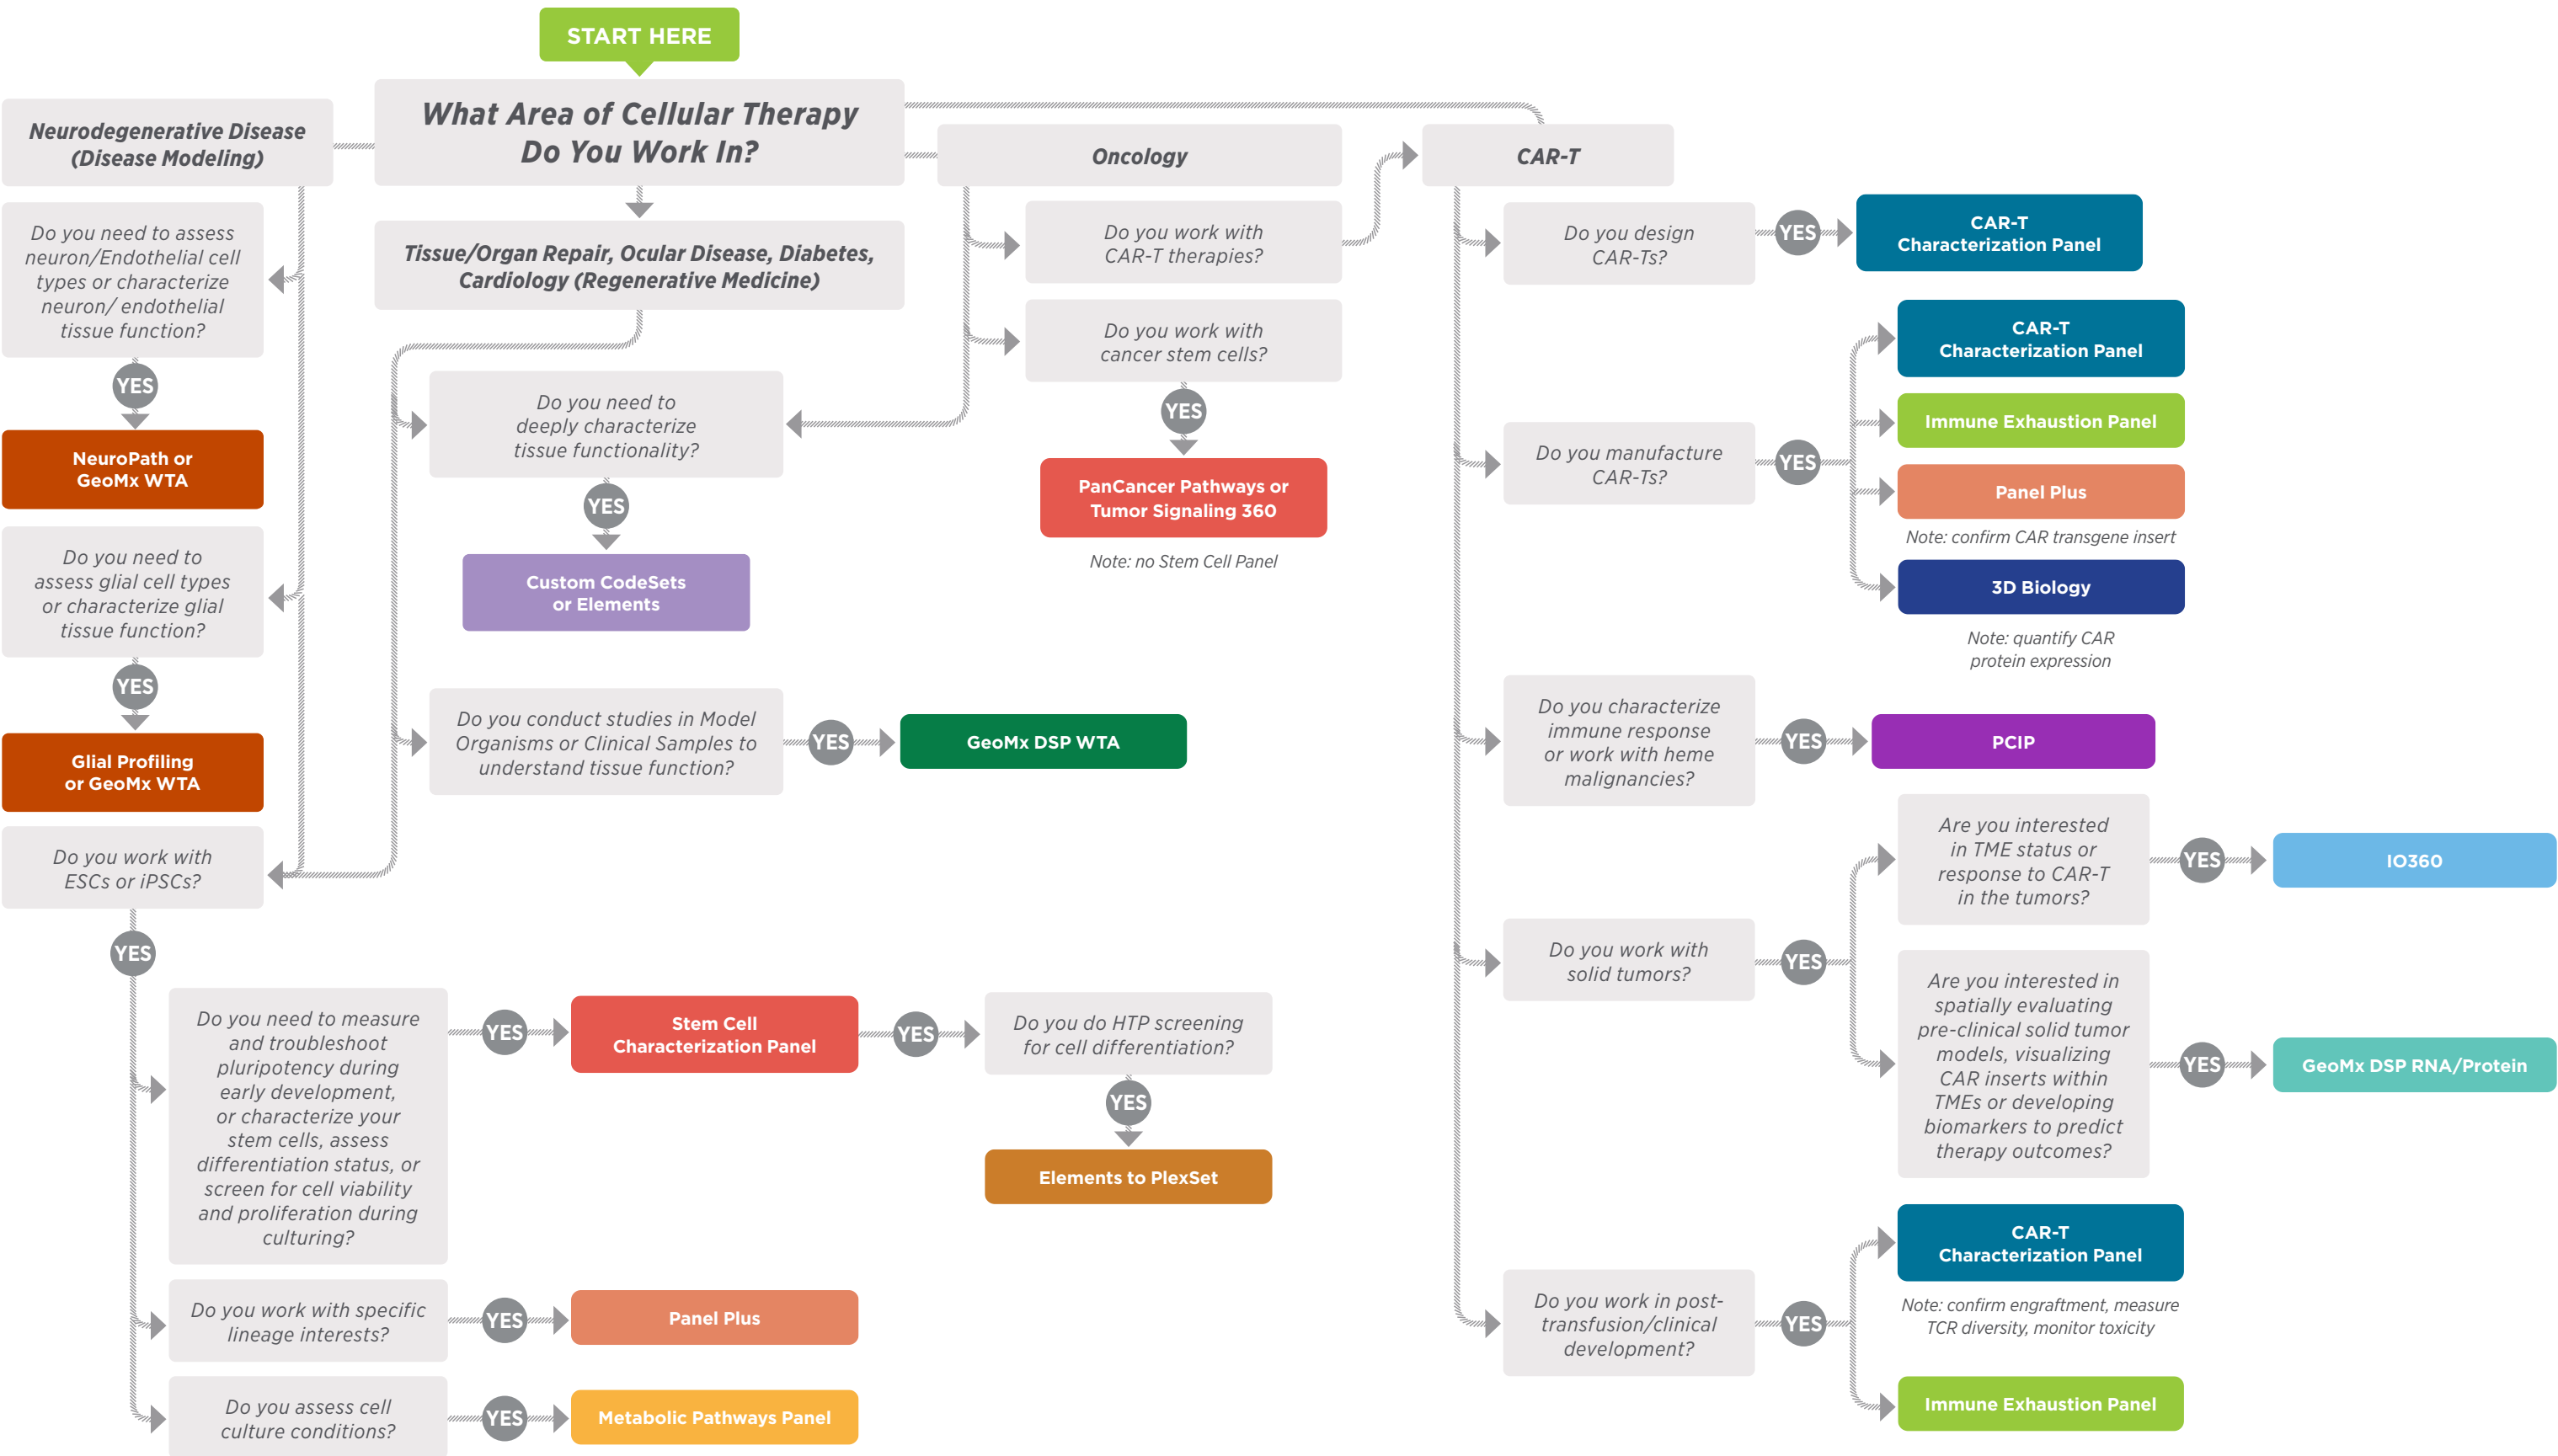 START HERE
What Area of Cellular Therapy
Do You Work In?
Neurodegenerative Disease
(Disease Modeling)
Do you need to assess
neuron/Endothelial cell
types or characterize
neuron/ endothelial
tissue function?
YES
NeuroPath or
GeoMx WTA
Do you need to
assess glial cell types
or characterize glial
tissue function?
YES
Glial Profiling
or GeoMx WTA
Do you work with
ESCs or iPSCs?
YES
Do you need to measure
and troubleshoot
pluripotency during
early development,
or characterize your
stem cells, assess
differentiation status, or
screen for cell viability
and proliferation during
culturing?
YES
Stem Cell
Characterization Panel
YES
Do you do HTP screening
for cell differentiation?
YES
Elements to PlexSet
Do you work with specific
lineage interests?
YES
Panel Plus
Do you assess cell
culture conditions?
YES
Metabolic Pathways Panel
Tissue/Organ Repair, Ocular Disease, Diabetes,
Cardiology (Regenerative Medicine)
Do you need to
deeply characterize
tissue functionality?
YES
Custom CodeSets
or Elements
Do you conduct studies in Model
Organisms or Clinical Samples to
understand tissue function?
YES
GeoMx DSP WTA
Oncology
Do you work with
CAR-T therapies?
Do you work with
cancer stem cells?
YES
PanCancer Pathways or
Tumor Signaling 360
Note: no Stem Cell Panel
CAR-T
Do you design
CAR-Ts?
YES
CAR-T
Characterization Panel
Do you manufacture
CAR-Ts?
YES
CAR-T
Characterization Panel
Immune Exhaustion Panel
Panel Plus
Note: confirm CAR transgene insert
3D Biology
Note: quantify CAR
protein expression
Do you characterize
immune response
or work with heme
malignancies?
YES
PCIP
Do you work with
solid tumors?
YES
Are you interested
in TME status or
response to CAR-T
in the tumors?
YES
IO360
Are you interested in
spatially evaluating
pre-clinical solid tumor
models, visualizing
CAR inserts within
TMEs or developing
biomarkers to predict
therapy outcomes?
YES
GeoMx DSP RNA/Protein
Do you work in post-
transfusion/clinical
development?
YES
CAR-T
Characterization Panel
Note: confirm engraftment, measure
TCR diversity, monitor toxicity
Immune Exhaustion Panel